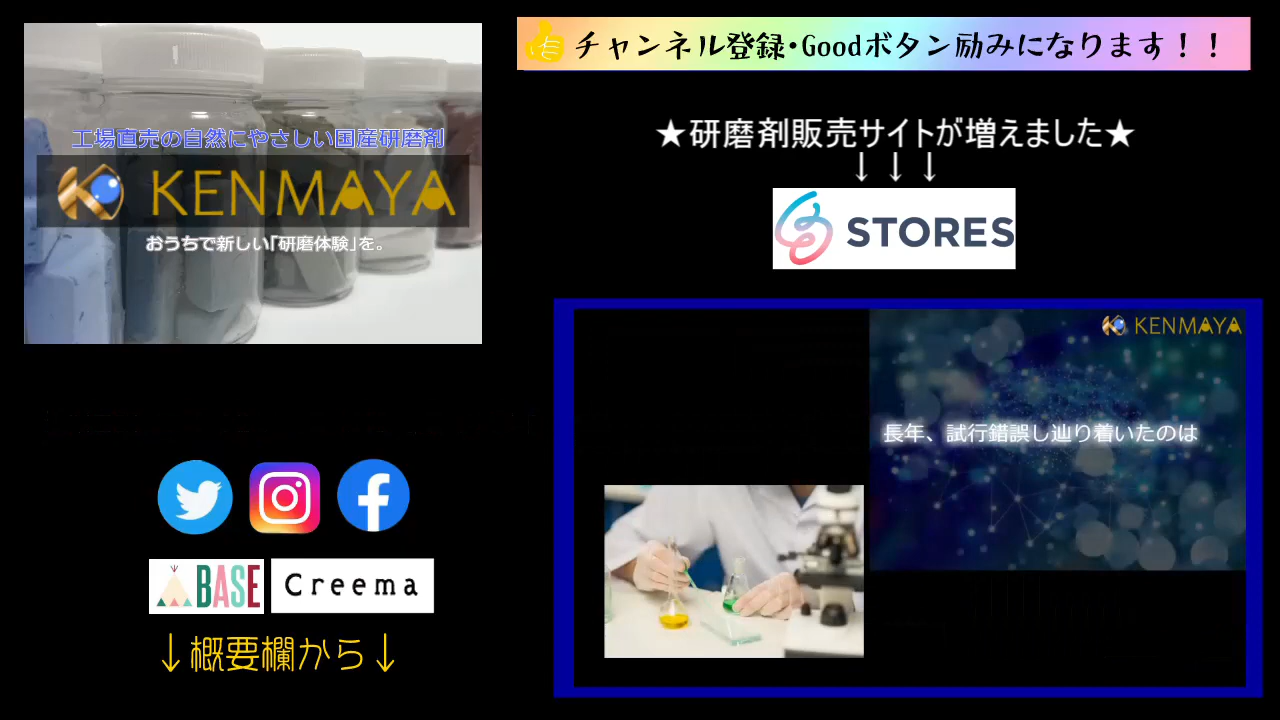 チャンネル登録・Goodボタン励みになります！！
工場直売の自然にやさしい国産研磨剤
KENMAYA
おうちで新しい「研磨体験」を。
★研磨剤販売サイトが増えました★
↓↓↓
STORES
KENMAYA
長年、試行錯誤し辿り着いたのは
BASE
Creema
↓概要欄から↓